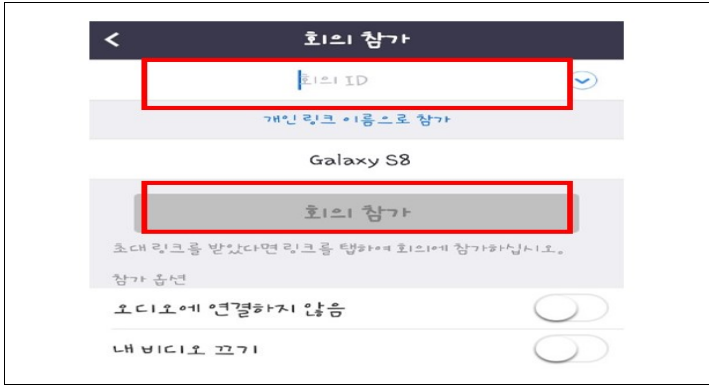 회의 참가
회의 ID
개인 링크 이름으로 참가
Galaxy S8
회의 참가
초대 링크를 받았다면 링크를 탭하여 회의에 참가하십시오.
참가 옵션
오디오에 연결하지 않음
내 비디오 끄기